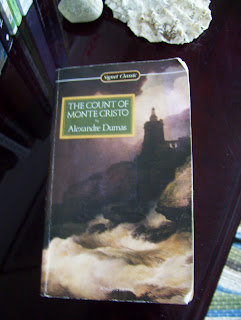 Signet Classic
THE COUNT OF
MONTE CRISTO
by
Alexandre Dumas